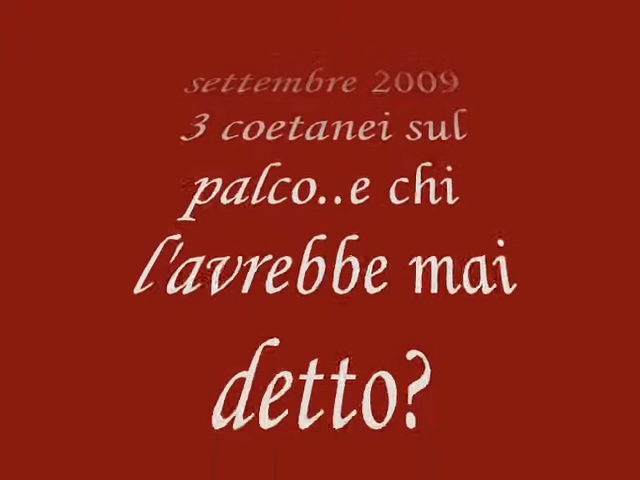 settembre 2009
3 coetanei sul
palco..e chi
l'avrebbe mai
detto?